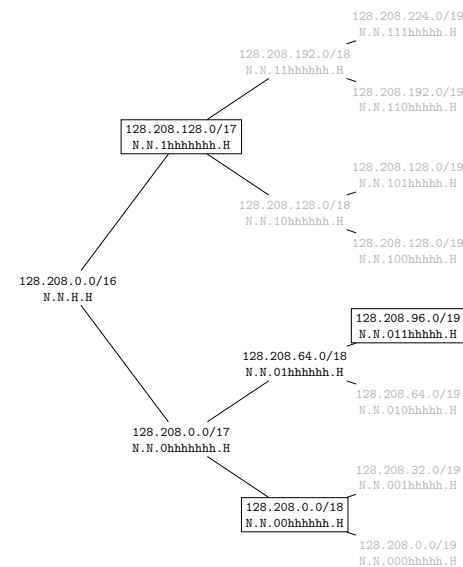 128.208.224.0/19
N.N.111hhhhh.H
128.208.192.0/18
N.N.11hhhhhh.H
128.208.192.0/19
N.N.110hhhhh.H
128.208.128.0/17
N.N.1hhhhhhh.H
128.208.128.0/19
N.N.101hhhhh.H
128.208.128.0/18
N.N.10hhhhhh.H
128.208.128.0/19
N.N.100hhhhh.H
128.208.0.0/16
N.N.H.H
128.208.96.0/19
N.N.011hhhhh.H
128.208.64.0/18
N.N.01hhhhhh.H
128.208.64.0/19
N.N.010hhhhh.H
128.208.0.0/17
N.N.0hhhhhhh.H
128.208.32.0/19
N.N.001hhhhh.H
128.208.0.0/18
N.N.00hhhhhh.H
128.208.0.0/19
N.N.000hhhhh.H